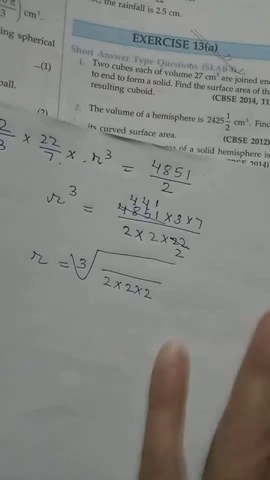 cm³.
the rainfall is 2.5 cm.
ing spherical
...(1)
ball.
EXERCISE 13(a)
Short Answer Type Questions
1. Two cubes each of volume 27 cm³ are joined end
to end to form a solid. Find the surface area of the
resulting cuboid. (CBSE 2014, 11
2. The volume of a hemisphere is 2425 1/2 cm³. Find
its curved surface area. (CBSE 2012)
of a solid hemisphere is
2014)
2/3 × 22/7 × r³ = 4851/2
441
r³ = 4851×3×7 / 2×2×22
2
r = ∛ / 2×2×2